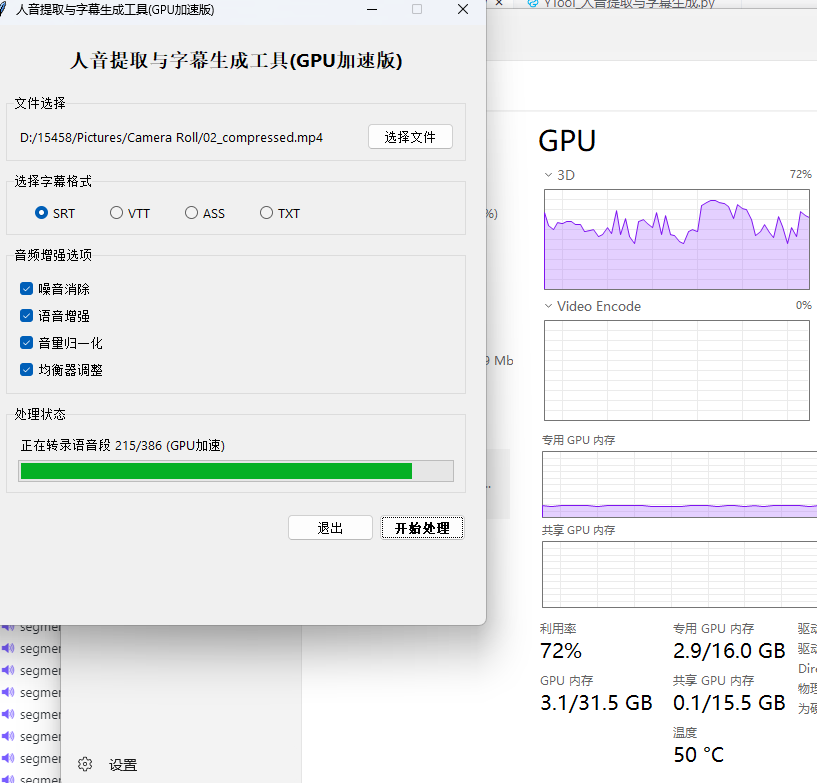 人音提取与字幕生成工具(GPU加速版)
YTool_人音提取与字幕生成.py
人音提取与字幕生成工具(GPU加速版)
文件选择
D:/15458/Pictures/Camera Roll/02_compressed.mp4
选择文件
选择字幕格式
SRT VTT ASS TXT
音频增强选项
噪音消除
语音增强
音量归一化
均衡器调整
处理状态
正在转录语音段 215/386 (GPU加速)
退出 开始处理
segmer
segmer
segmer
segmer
segmer
segmer
segmer
segmer
设置
%)
9 Mb
...
GPU
3D 72%
Video Encode 0%
专用 GPU 内存
共享 GPU 内存
利用率
72%
专用 GPU 内存
2.9/16.0 GB
GPU 内存
3.1/31.5 GB
共享 GPU 内存
0.1/15.5 GB
温度
50 °C
驱动
驱动
Dire
物理
为硬